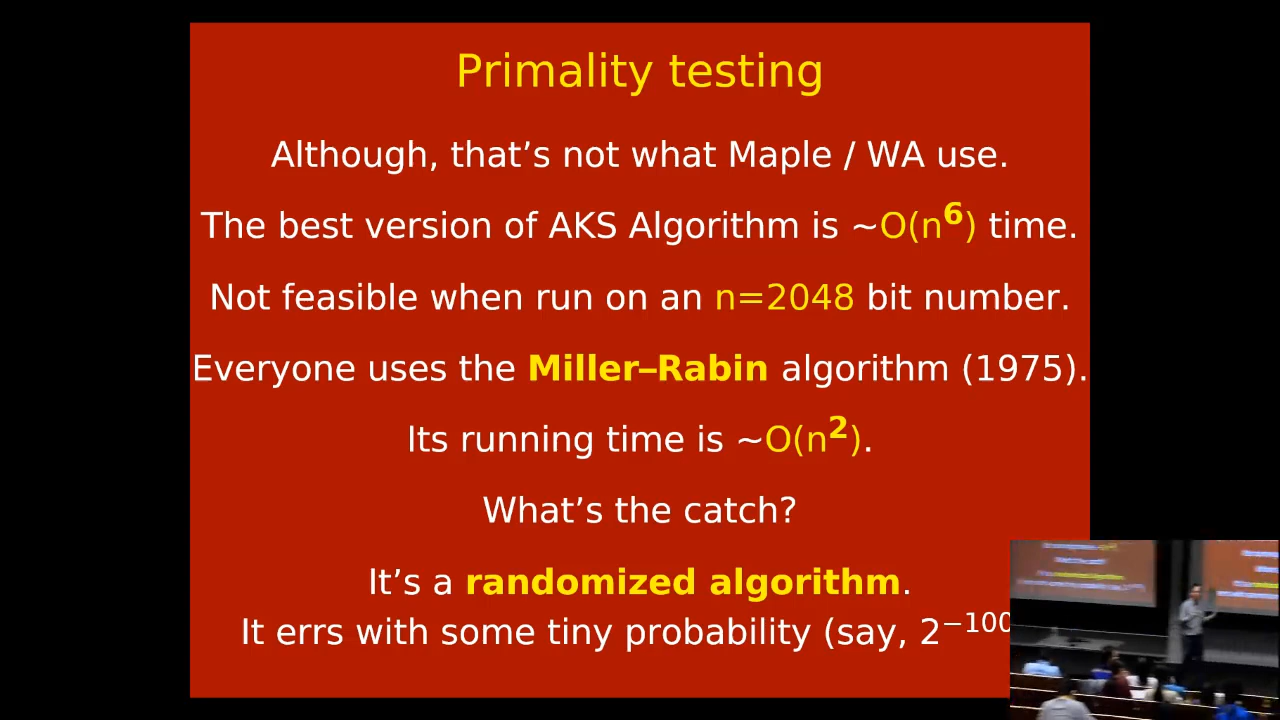 Primality testing
Although, that’s not what Maple / WA use.
The best version of AKS Algorithm is ~O(n⁶) time.
Not feasible when run on an n=2048 bit number.
Everyone uses the Miller–Rabin algorithm (1975).
Its running time is ~O(n²).
What’s the catch?
It’s a randomized algorithm.
It errs with some tiny probability (say, 2⁻¹⁰⁰